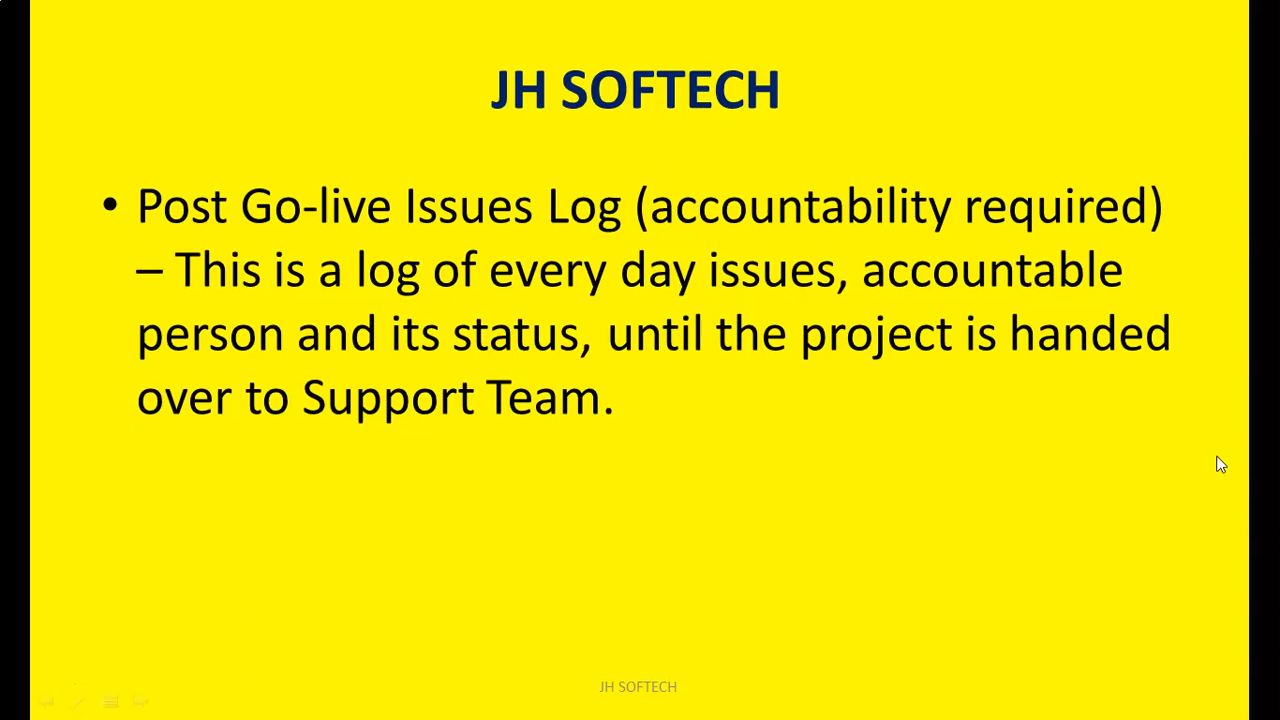 JH SOFTECH
• Post Go-live Issues Log (accountability required)
– This is a log of every day issues, accountable
person and its status, until the project is handed
over to Support Team.
JH SOFTECH